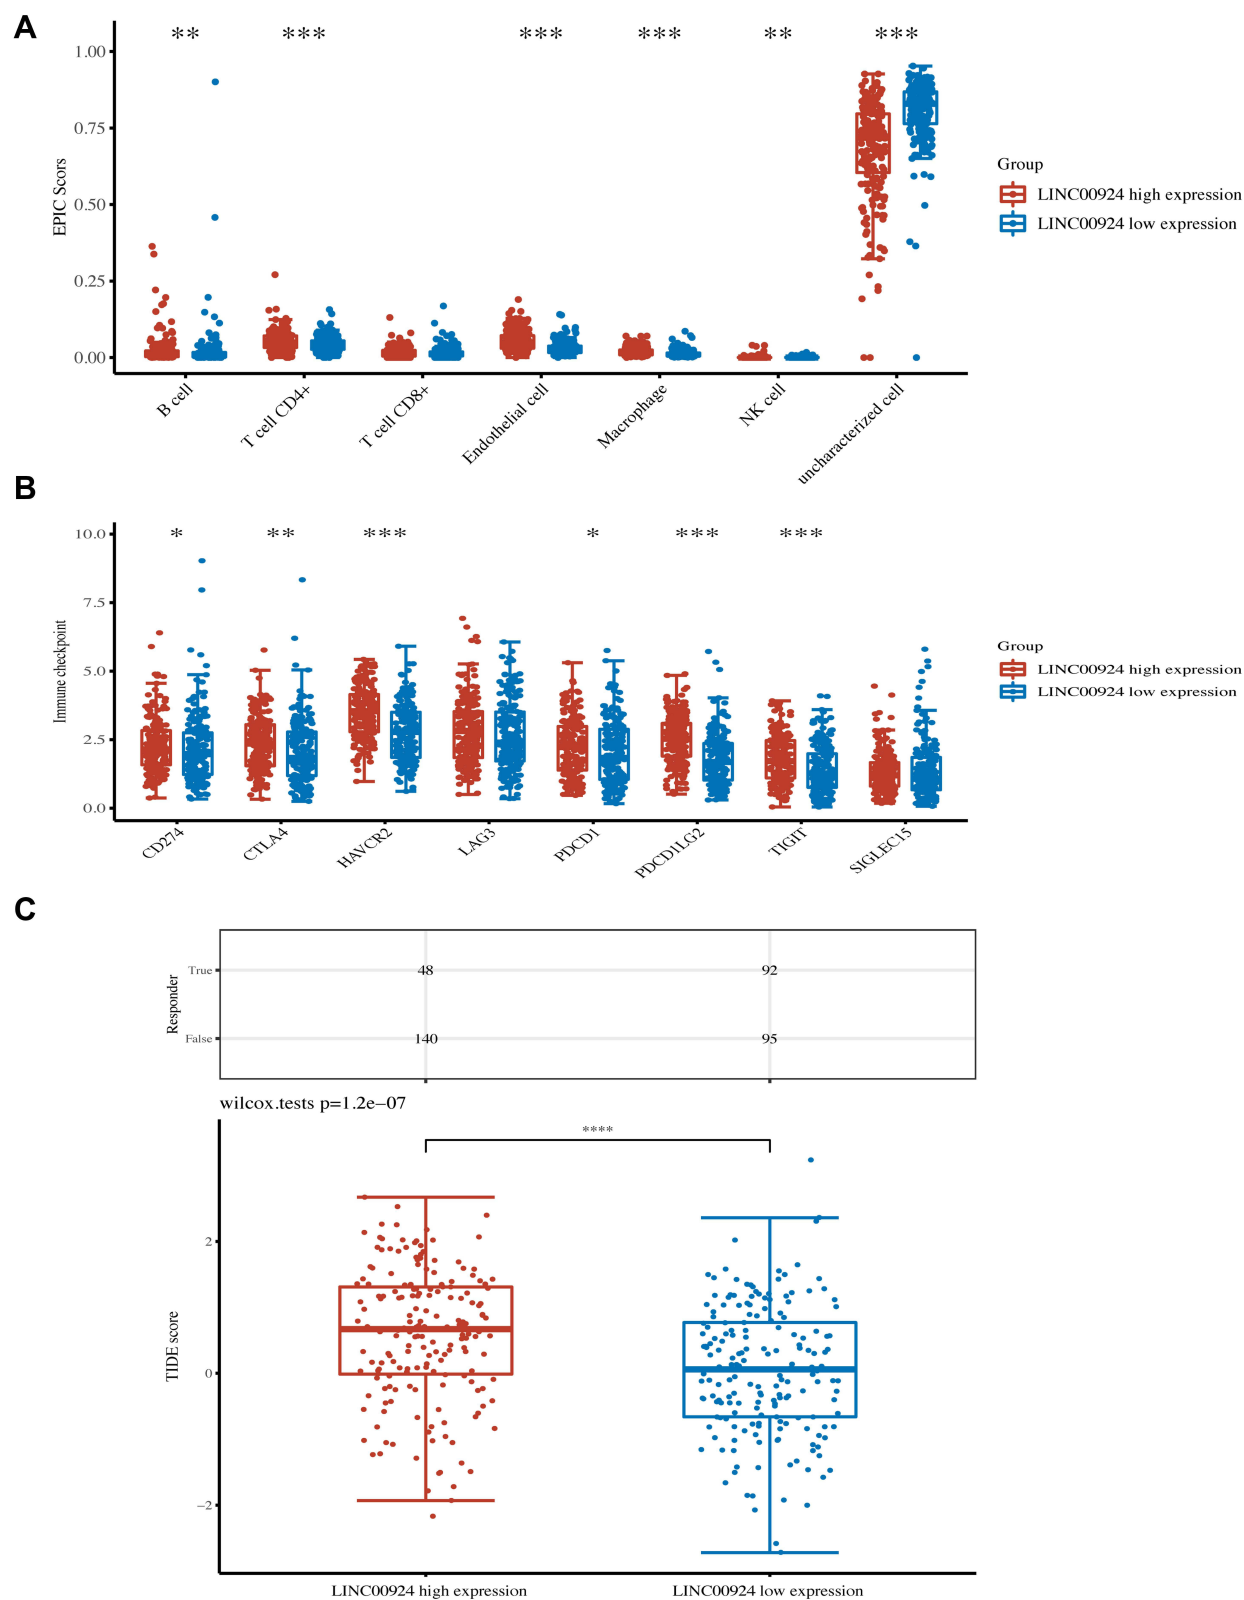 A
** *** *** *** ** ***
1.00
0.75
0.50
0.25
0.00
EPIC Scors
B cell
T cell CD4+
T cell CD8+
Endothelial cell
Macrophage
NK cell
uncharacterized cell
Group
LINC00924 high expression
LINC00924 low expression
B
* ** *** * *** ***
10.0
7.5
5.0
2.5
0.0
Immune checkpoint
CD274
CTLA4
HAVCR2
LAG3
PDCD1
PDCD1LG2
TIGIT
SIGLEC15
Group
LINC00924 high expression
LINC00924 low expression
C
Responder
True 48 92
False 140 95
wilcox.tests p=1.2e−07
****
2
0
−2
TIDE score
LINC00924 high expression
LINC00924 low expression